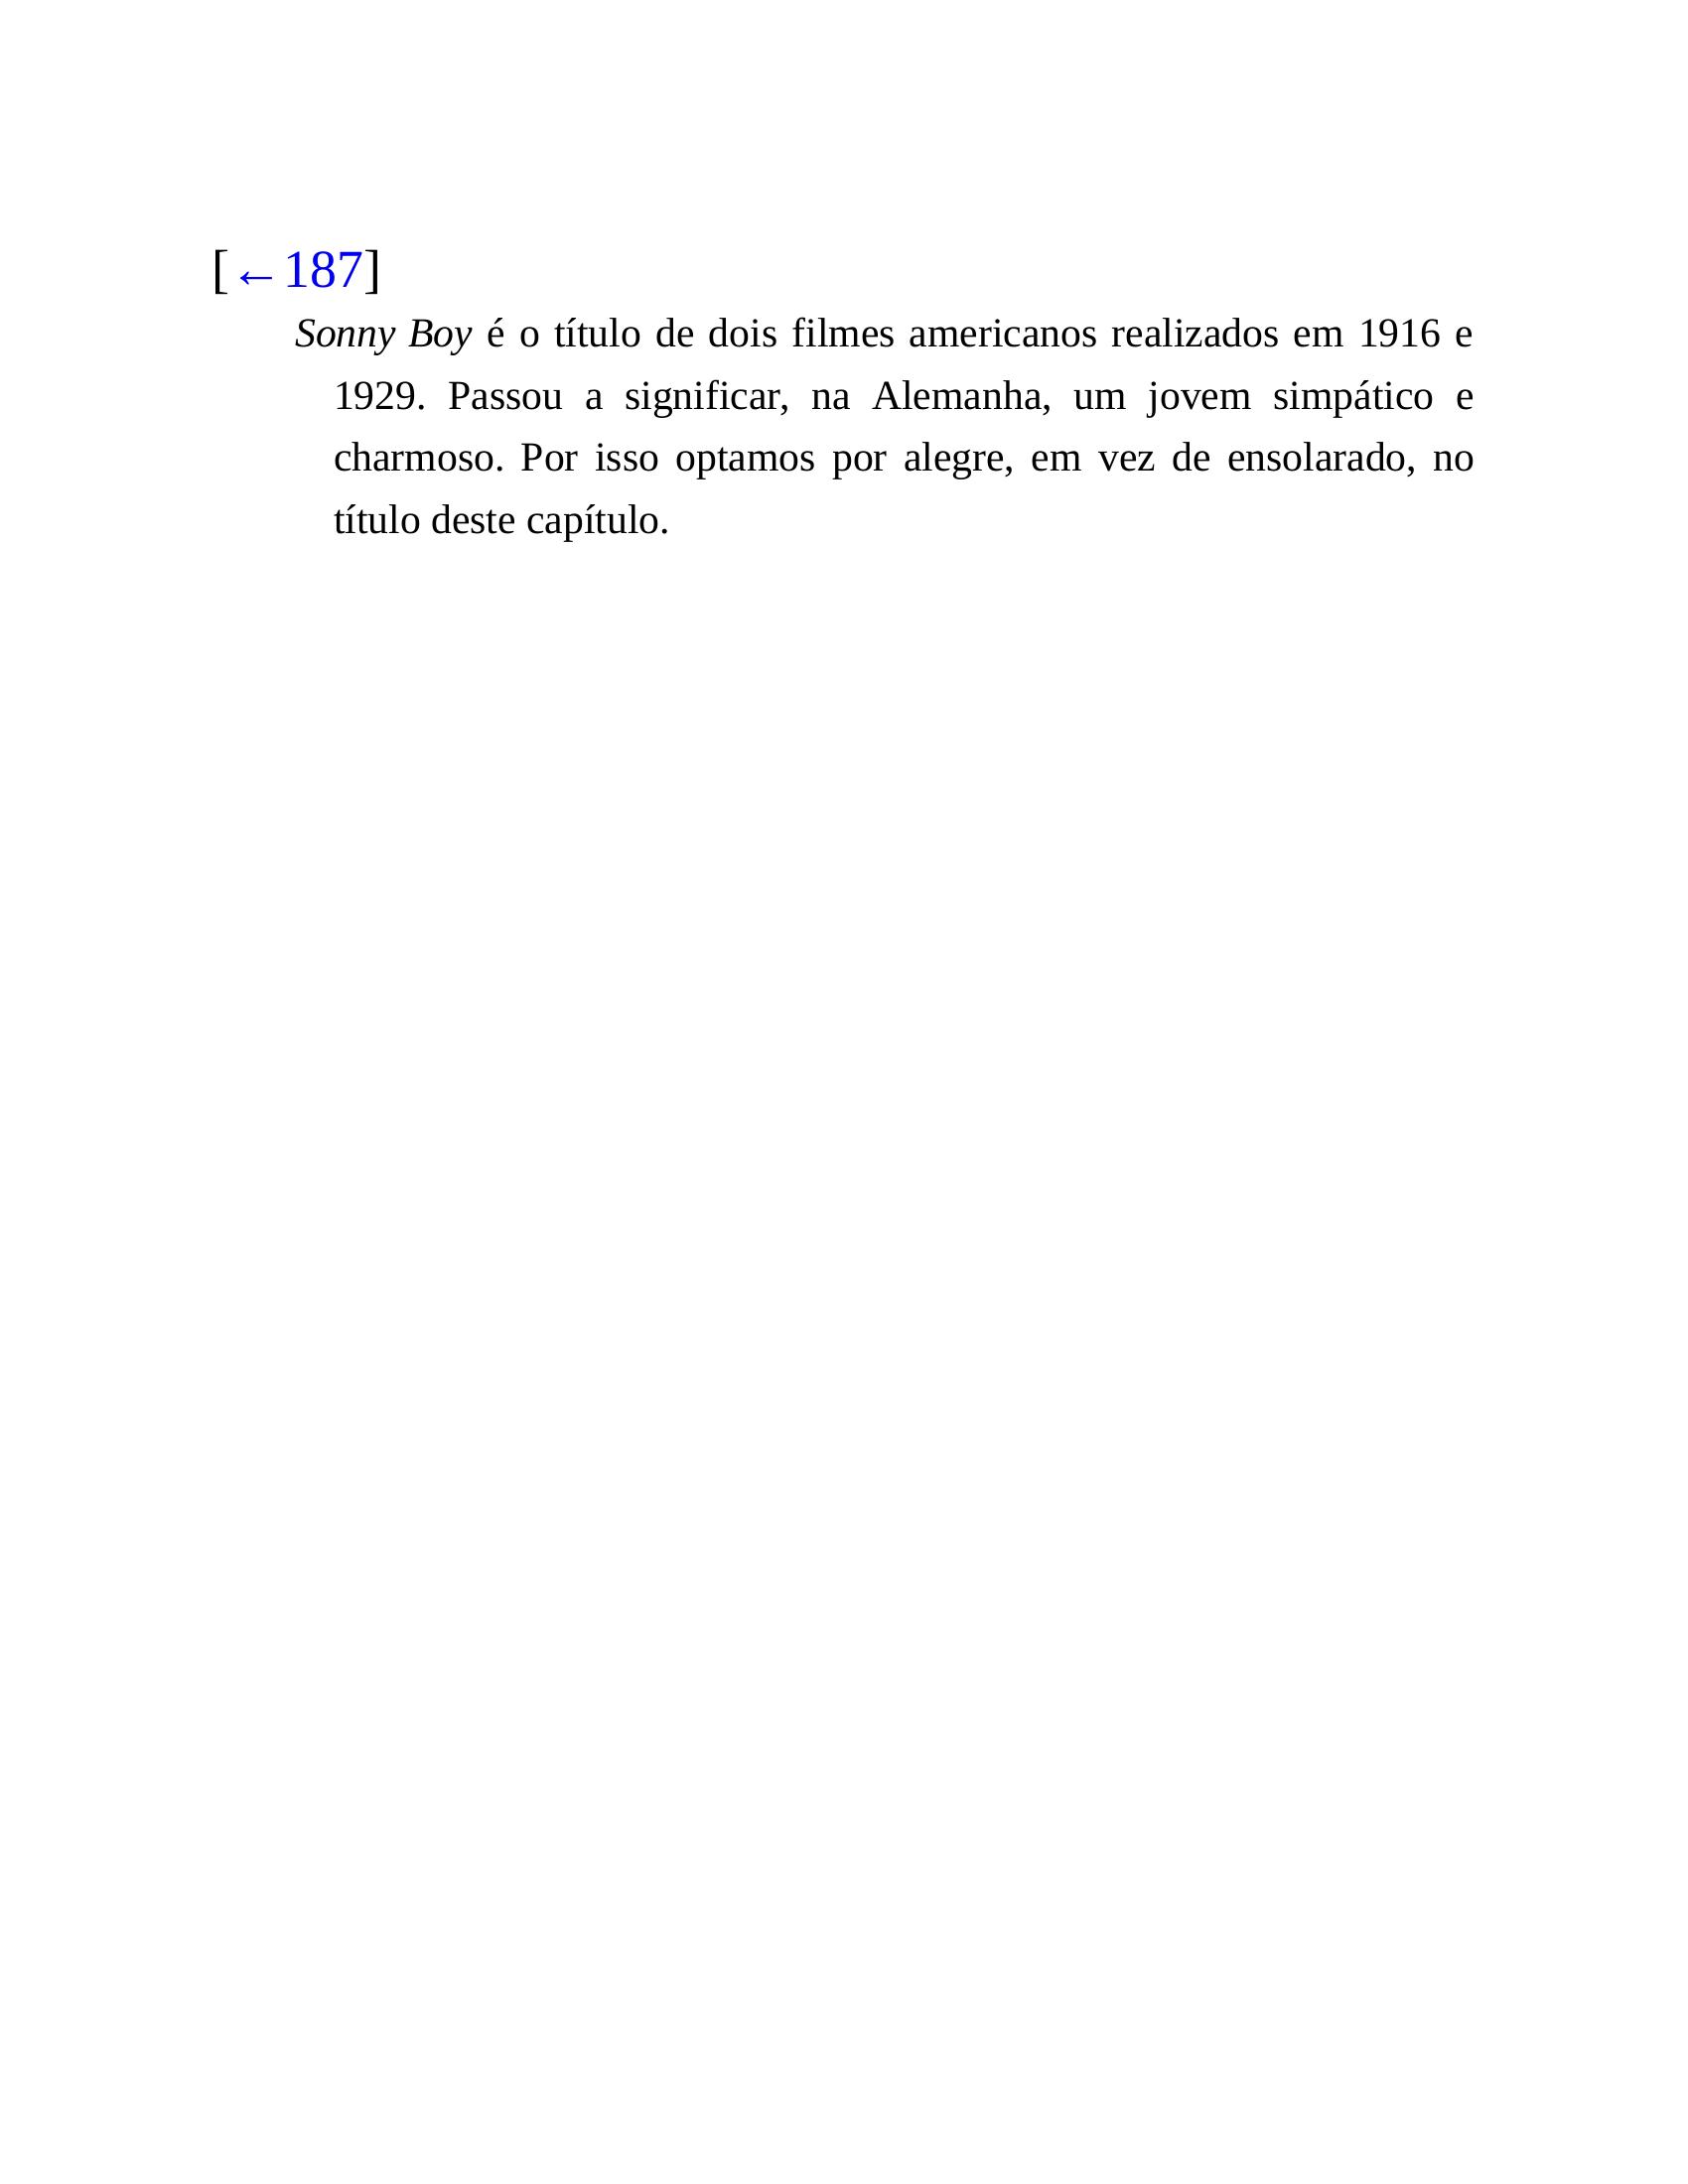 [←187]
Sonny Boy é o título de dois filmes americanos realizados em 1916 e
1929. Passou a significar, na Alemanha, um jovem simpático e
charmoso. Por isso optamos por alegre, em vez de ensolarado, no
título deste capítulo.